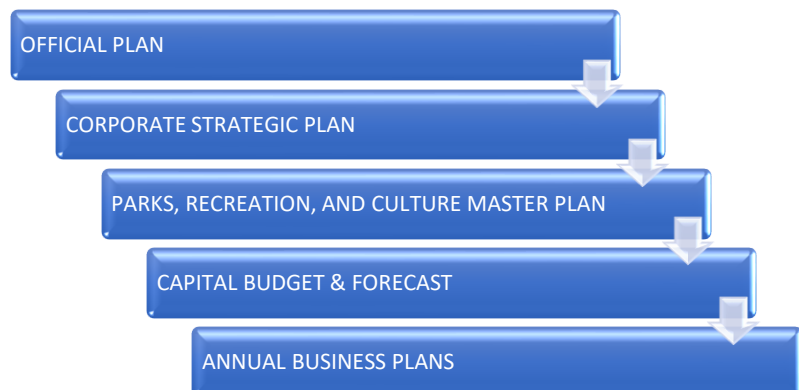 OFFICIAL PLAN
CORPORATE STRATEGIC PLAN
PARKS, RECREATION, AND CULTURE MASTER PLAN
CAPITAL BUDGET & FORECAST
ANNUAL BUSINESS PLANS